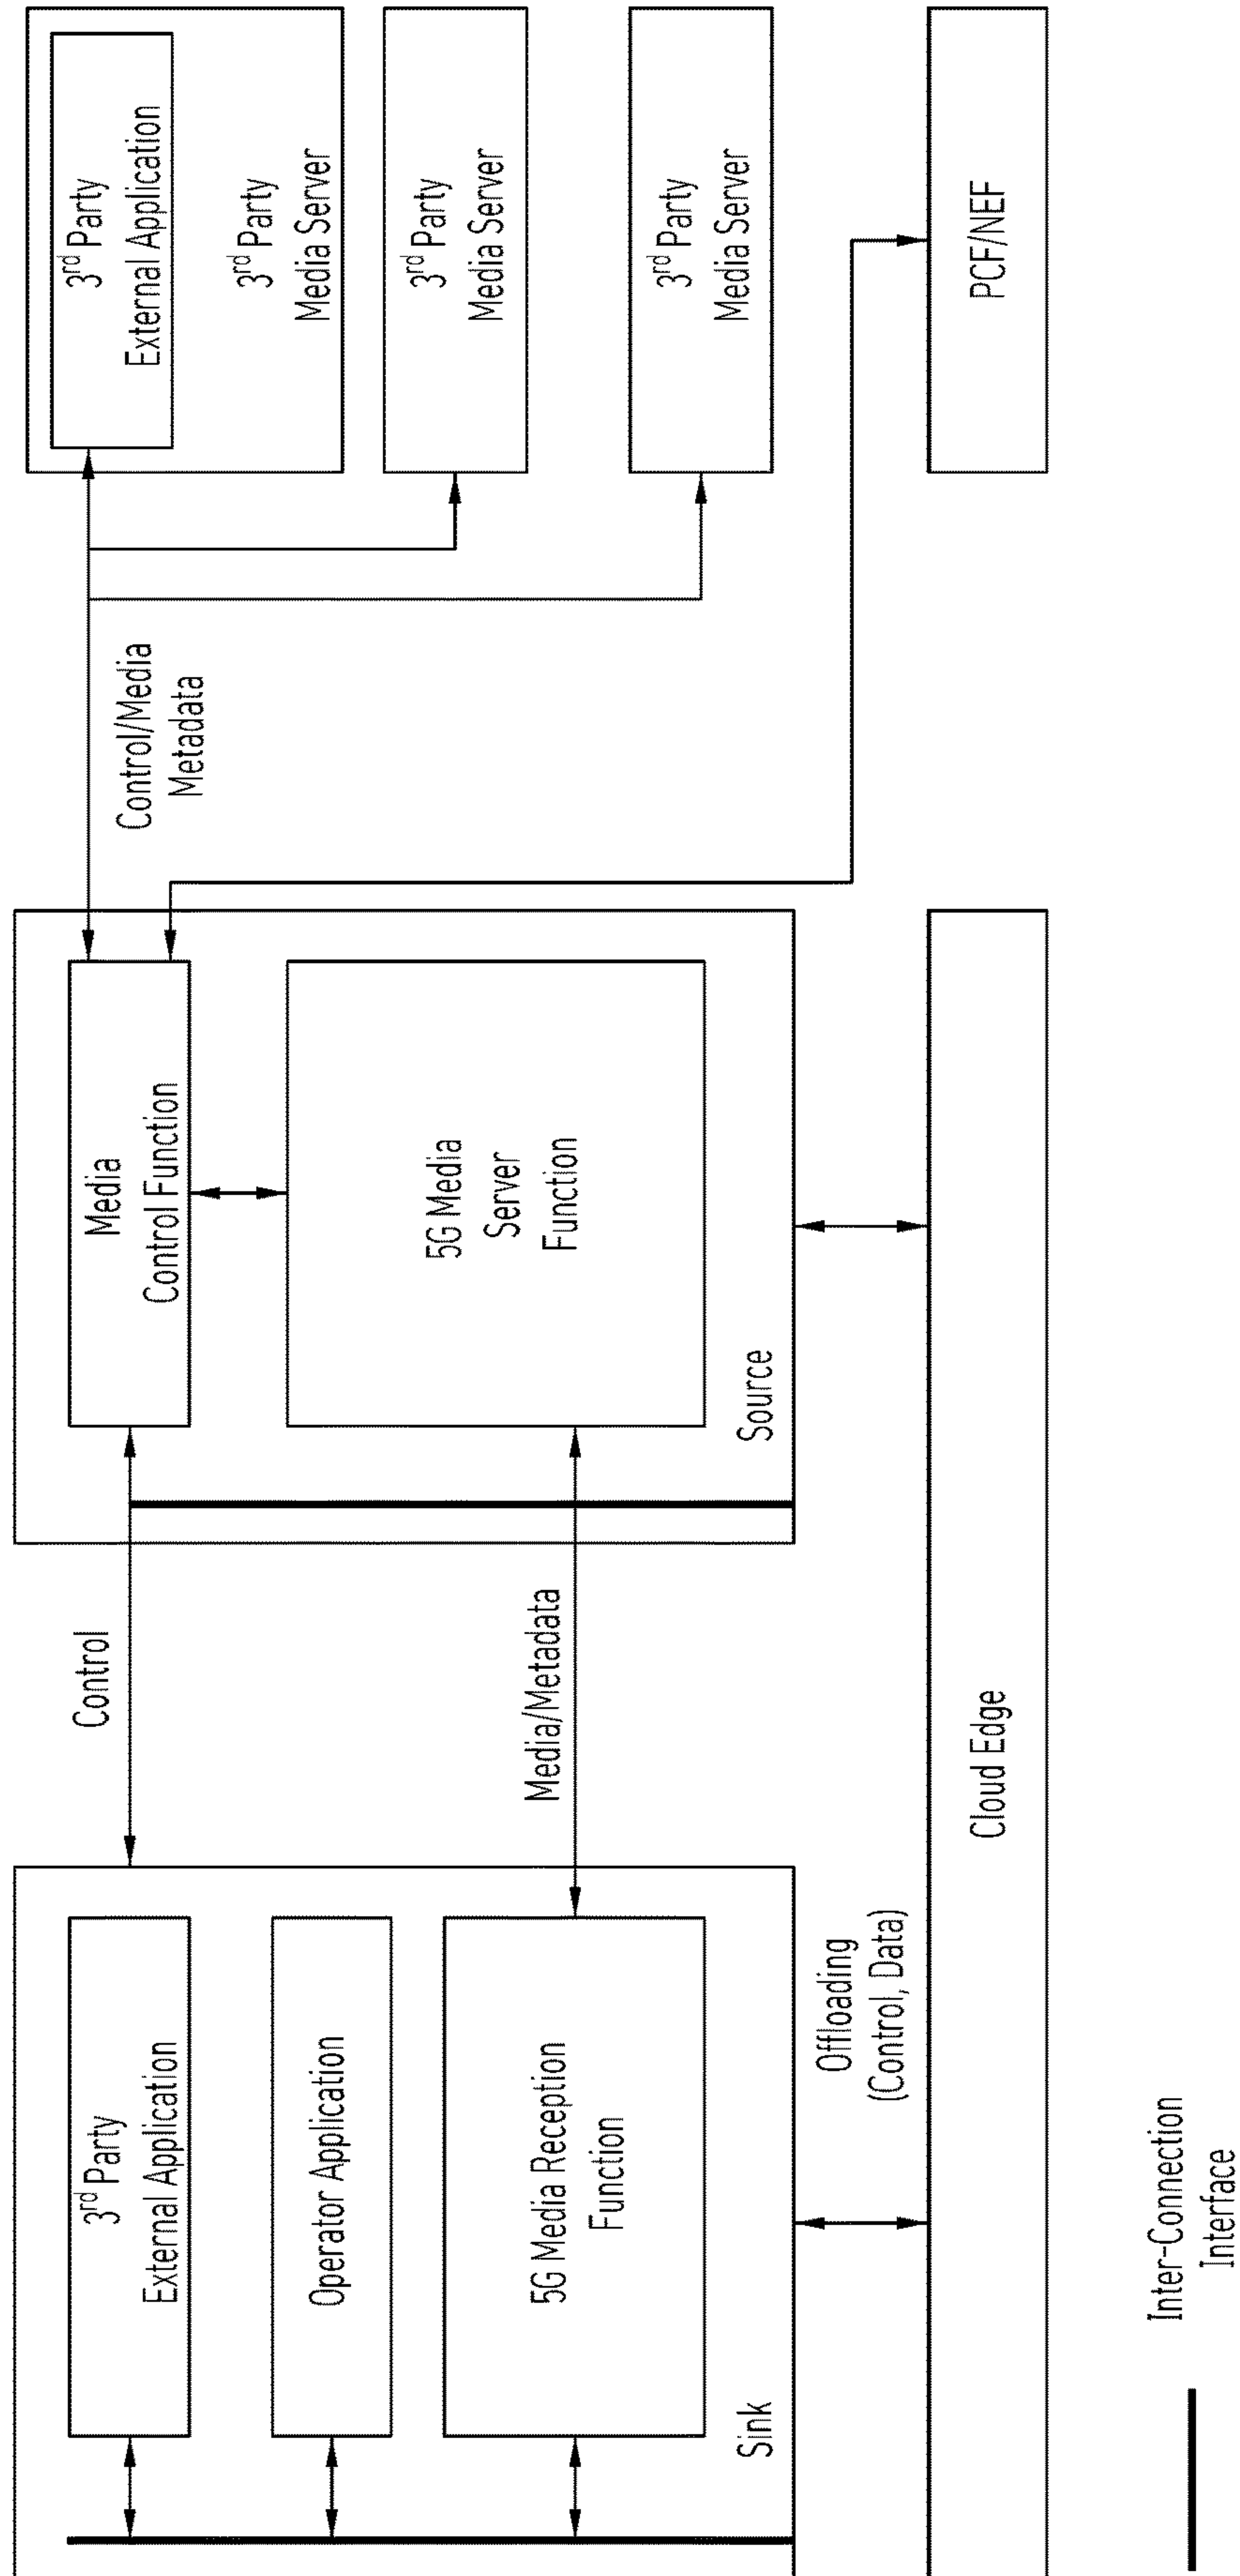 3rd Party
External Application
Operator Application
5G Media Reception
Function
Sink
Control
Media/Metadata
Offloading
(Control, Data)
Media
Control Function
5G Media
Server
Function
Source
Control/Media
Metadata
3rd Party
External Application
3rd Party
Media Server
3rd Party
Media Server
3rd Party
Media Server
PCF/NEF
Cloud Edge
Inter-Connection
Interface